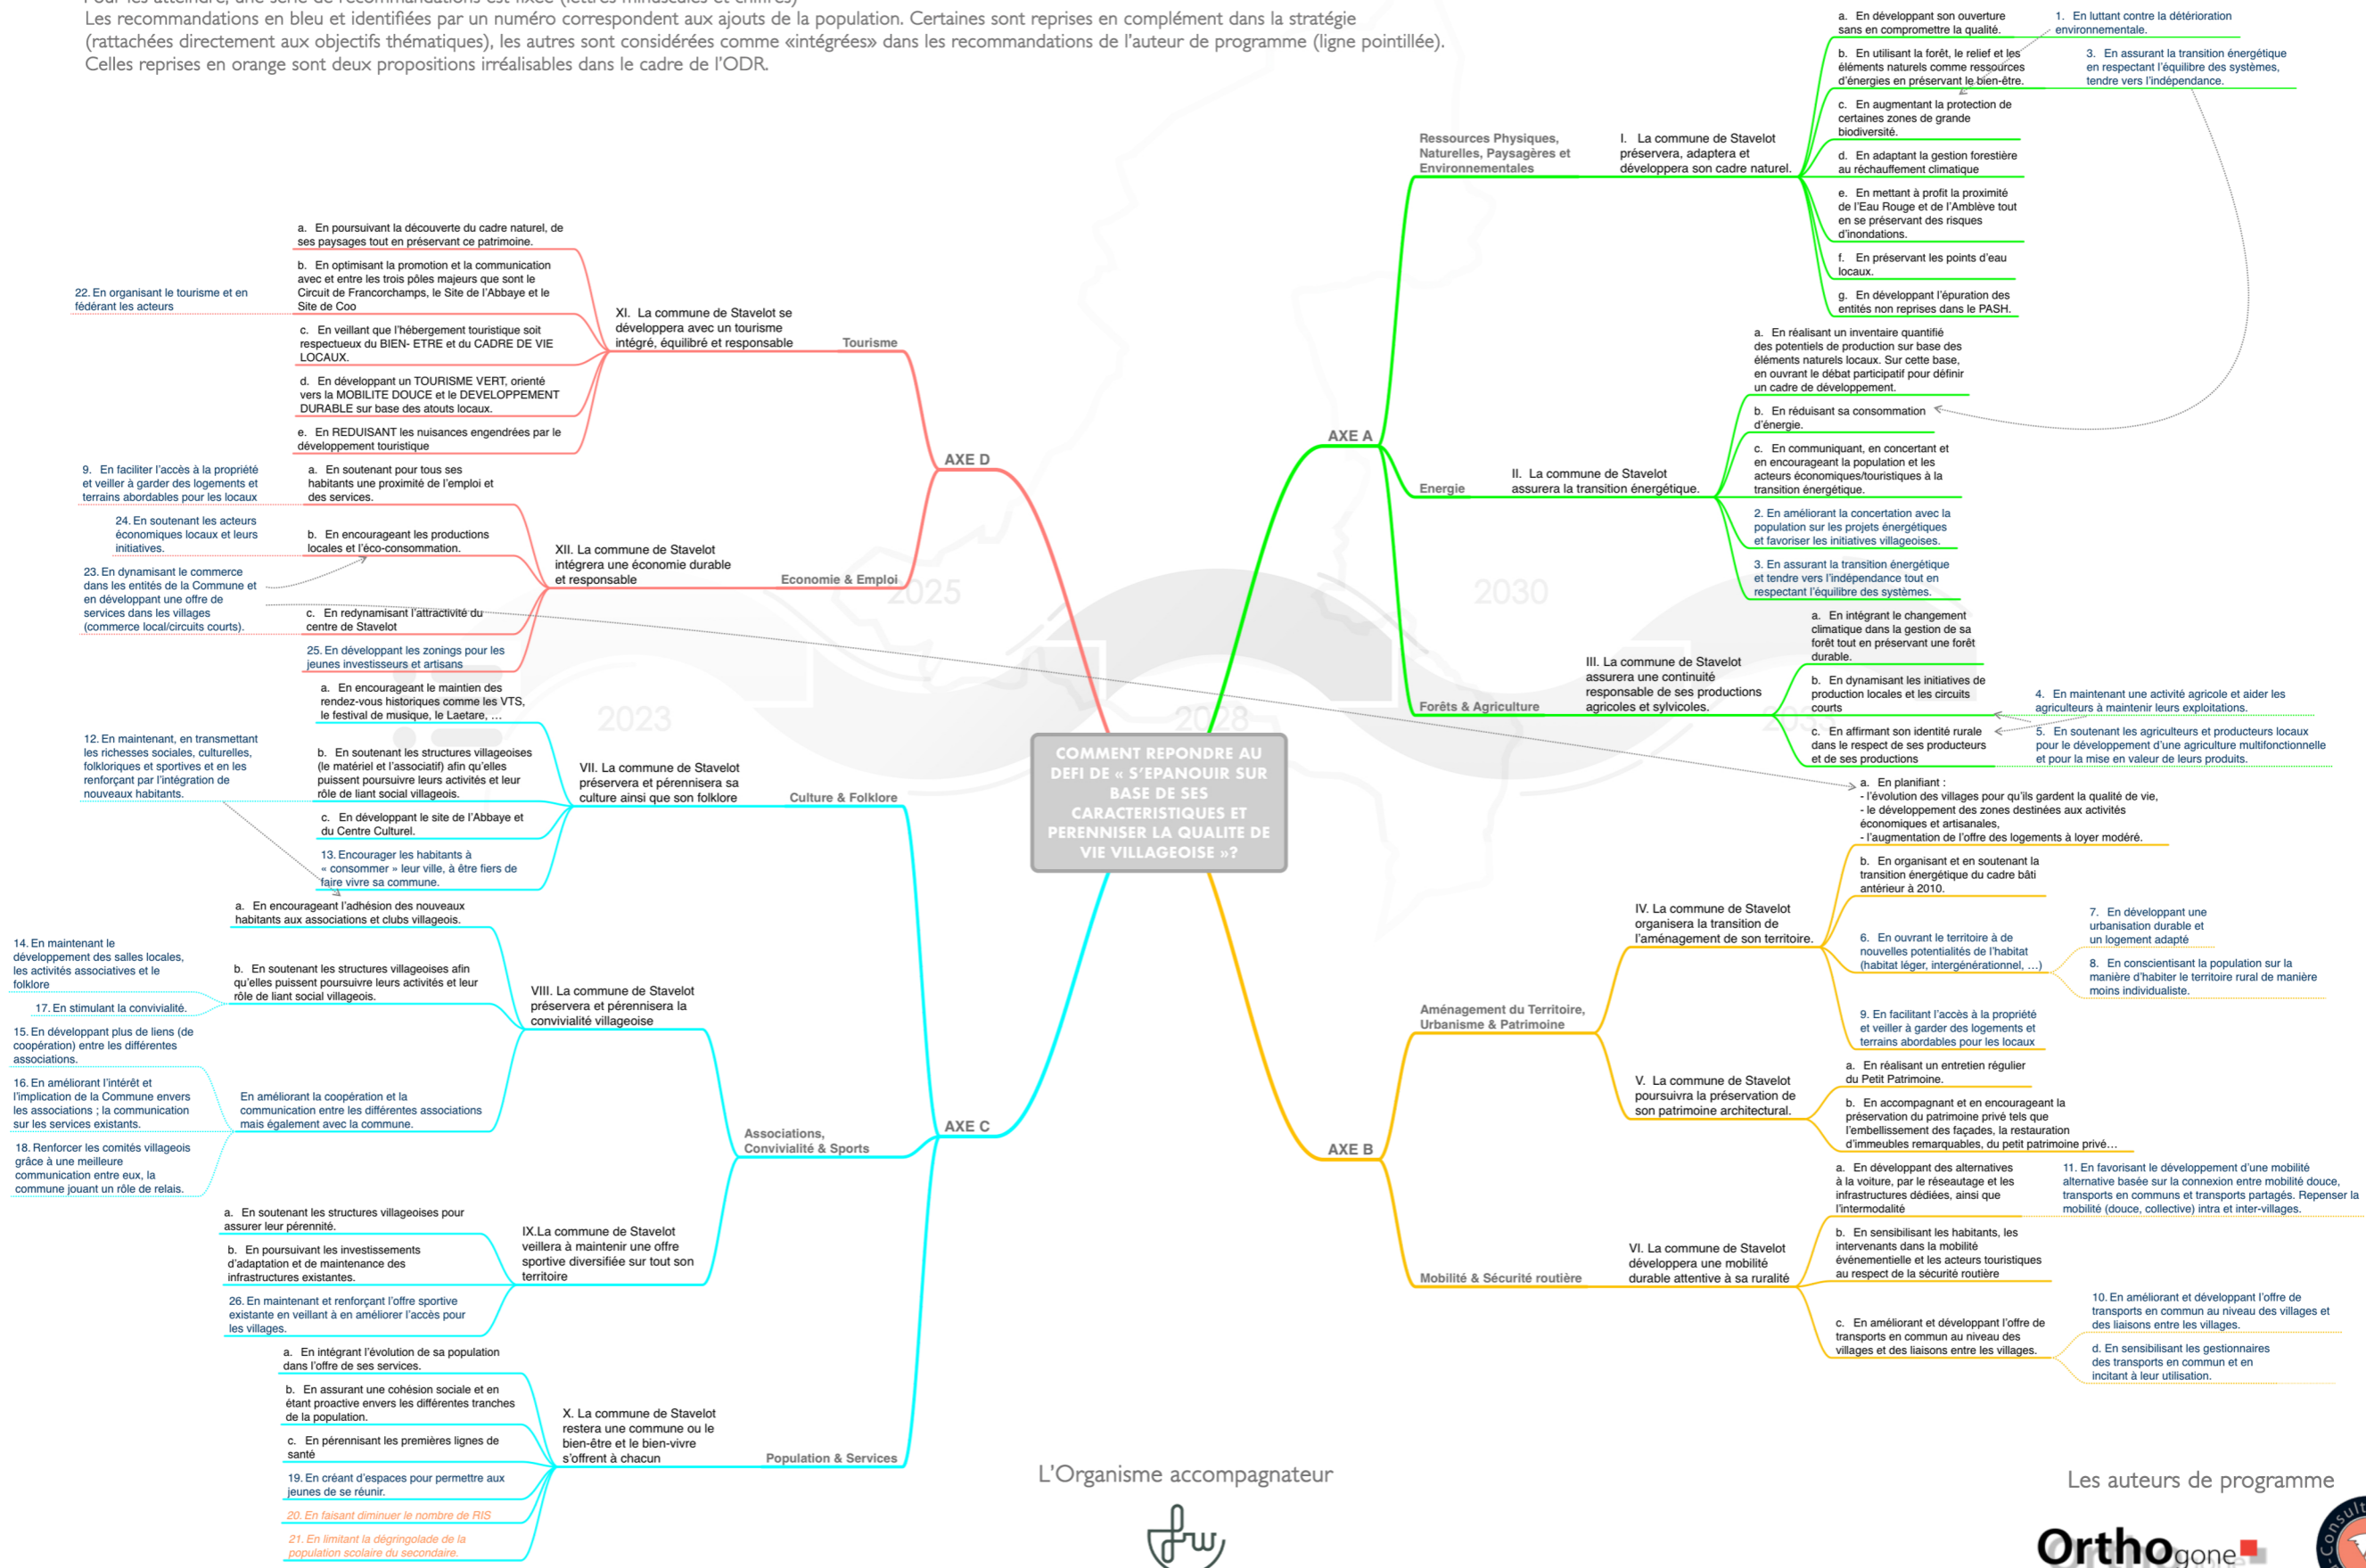 Pour les atteindre, une série de recommandations est fixée (lettres minuscules et chiffres)
Les recommandations en bleu et identifiées par un numéro correspondent aux ajouts de la population. Certaines sont reprises en complément dans la stratégie
(rattachées directement aux objectifs thématiques), les autres sont considérées comme «intégrées» dans les recommandations de l'auteur de programme (ligne pointillée).
Celles reprises en orange sont deux propositions irréalisables dans le cadre de l'ODR.
COMMENT REPONDRE AU
DEFI DE « S'EPANOUIR SUR
BASE DE SES
CARACTERISTIQUES ET
PERENNISER LA QUALITE DE
VIE VILLAGEOISE »?
2023
2025
2028
2030
AXE A
Ressources Physiques,
Naturelles, Paysagères et
Environnementales
I. La commune de Stavelot
préservera, adaptera et
développera son cadre naturel.
a. En développant son ouverture
sans en compromettre la qualité.
1. En luttant contre la détérioration
environnementale.
b. En utilisant la forêt, le relief et les
éléments naturels comme ressources
d'énergies en préservant le bien-être.
3. En assurant la transition énergétique
en respectant l'équilibre des systèmes,
tendre vers l'indépendance.
c. En augmentant la protection de
certaines zones de grande
biodiversité.
d. En adaptant la gestion forestière
au réchauffement climatique
e. En mettant à profit la proximité
de l'Eau Rouge et de l'Amblève tout
en se préservant des risques
d'inondations.
f. En préservant les points d'eau
locaux.
g. En développant l'épuration des
entités non reprises dans le PASH.
Energie
II. La commune de Stavelot
assurera la transition énergétique.
a. En réalisant un inventaire quantifié
des potentiels de production sur base des
éléments naturels locaux. Sur cette base,
en ouvrant le débat participatif pour définir
un cadre de développement.
b. En réduisant sa consommation
d'énergie.
c. En communiquant, en concertant et
en encourageant la population et les
acteurs économiques/touristiques à la
transition énergétique.
2. En améliorant la concertation avec la
population sur les projets énergétiques
et favoriser les initiatives villageoises.
3. En assurant la transition énergétique
et tendre vers l'indépendance tout en
respectant l'équilibre des systèmes.
Forêts & Agriculture
III. La commune de Stavelot
assurera une continuité
responsable de ses productions
agricoles et sylvicoles.
a. En intégrant le changement
climatique dans la gestion de sa
forêt tout en préservant une forêt
durable.
b. En dynamisant les initiatives de
production locales et les circuits
courts
4. En maintenant une activité agricole et aider les
agriculteurs à maintenir leurs exploitations.
c. En affirmant son identité rurale
dans le respect de ses producteurs
et de ses productions
5. En soutenant les agriculteurs et producteurs locaux
pour le développement d'une agriculture multifonctionnelle
et pour la mise en valeur de leurs produits.
AXE B
Aménagement du Territoire,
Urbanisme & Patrimoine
IV. La commune de Stavelot
organisera la transition de
l'aménagement de son territoire.
a. En planifiant :
- l'évolution des villages pour qu'ils gardent la qualité de vie,
- le développement des zones destinées aux activités
économiques et artisanales,
- l'augmentation de l'offre des logements à loyer modéré.
b. En organisant et en soutenant la
transition énergétique du cadre bâti
antérieur à 2010.
6. En ouvrant le territoire à de
nouvelles potentialités de l'habitat
(habitat léger, intergénérationnel, …)
7. En développant une
urbanisation durable et
un logement adapté
8. En conscientisant la population sur la
manière d'habiter le territoire rural de manière
moins individualiste.
9. En facilitant l'accès à la propriété
et veiller à garder des logements et
terrains abordables pour les locaux
V. La commune de Stavelot
poursuivra la préservation de
son patrimoine architectural.
a. En réalisant un entretien régulier
du Petit Patrimoine.
b. En accompagnant et en encourageant la
préservation du patrimoine privé tels que
l'embellissement des façades, la restauration
d'immeubles remarquables, du petit patrimoine privé…
Mobilité & Sécurité routière
VI. La commune de Stavelot
développera une mobilité
durable attentive à sa ruralité
a. En développant des alternatives
à la voiture, par le réseautage et les
infrastructures dédiées, ainsi que
l'intermodalité
11. En favorisant le développement d'une mobilité
alternative basée sur la connexion entre mobilité douce,
transports en communs et transports partagés. Repenser la
mobilité (douce, collective) intra et inter-villages.
b. En sensibilisant les habitants, les
intervenants dans la mobilité
événementielle et les acteurs touristiques
au respect de la sécurité routière
c. En améliorant et développant l'offre de
transports en commun au niveau des
villages et des liaisons entre les villages.
10. En améliorant et développant l'offre de
transports en commun au niveau des villages et
des liaisons entre les villages.
d. En sensibilisant les gestionnaires
des transports en commun et en
incitant à leur utilisation.
AXE D
Tourisme
XI. La commune de Stavelot se
développera avec un tourisme
intégré, équilibré et responsable
a. En poursuivant la découverte du cadre naturel, de
ses paysages tout en préservant ce patrimoine.
b. En optimisant la promotion et la communication
avec et entre les trois pôles majeurs que sont le
Circuit de Francorchamps, le Site de l'Abbaye et le
Site de Coo
22. En organisant le tourisme et en
fédérant les acteurs
c. En veillant que l'hébergement touristique soit
respectueux du BIEN- ETRE et du CADRE DE VIE
LOCAUX.
d. En développant un TOURISME VERT, orienté
vers la MOBILITE DOUCE et le DEVELOPPEMENT
DURABLE sur base des atouts locaux.
e. En REDUISANT les nuisances engendrées par le
développement touristique
Economie & Emploi
XII. La commune de Stavelot
intégrera une économie durable
et responsable
a. En soutenant pour tous ses
habitants une proximité de l'emploi et
des services.
9. En faciliter l'accès à la propriété
et veiller à garder des logements et
terrains abordables pour les locaux
b. En encourageant les productions
locales et l'éco-consommation.
24. En soutenant les acteurs
économiques locaux et leurs
initiatives.
c. En redynamisant l'attractivité du
centre de Stavelot
23. En dynamisant le commerce
dans les entités de la Commune et
en développant une offre de
services dans les villages
(commerce local/circuits courts).
25. En développant les zonings pour les
jeunes investisseurs et artisans
AXE C
Culture & Folklore
VII. La commune de Stavelot
préservera et pérennisera sa
culture ainsi que son folklore
a. En encourageant le maintien des
rendez-vous historiques comme les VTS,
le festival de musique, le Laetare, …
b. En soutenant les structures villageoises
(le matériel et l'associatif) afin qu'elles
puissent poursuivre leurs activités et leur
rôle de liant social villageois.
12. En maintenant, en transmettant
les richesses sociales, culturelles,
folkloriques et sportives et en les
renforçant par l'intégration de
nouveaux habitants.
c. En développant le site de l'Abbaye et
du Centre Culturel.
13. Encourager les habitants à
« consommer » leur ville, à être fiers de
faire vivre sa commune.
Associations,
Convivialité & Sports
VIII. La commune de Stavelot
préservera et pérennisera la
convivialité villageoise
a. En encourageant l'adhésion des nouveaux
habitants aux associations et clubs villageois.
b. En soutenant les structures villageoises afin
qu'elles puissent poursuivre leurs activités et leur
rôle de liant social villageois.
14. En maintenant le
développement des salles locales,
les activités associatives et le
folklore
17. En stimulant la convivialité.
En améliorant la coopération et la
communication entre les différentes associations
mais également avec la commune.
15. En développant plus de liens (de
coopération) entre les différentes
associations.
16. En améliorant l'intérêt et
l'implication de la Commune envers
les associations ; la communication
sur les services existants.
18. Renforcer les comités villageois
grâce à une meilleure
communication entre eux, la
commune jouant un rôle de relais.
IX.La commune de Stavelot
veillera à maintenir une offre
sportive diversifiée sur tout son
territoire
a. En soutenant les structures villageoises pour
assurer leur pérennité.
b. En poursuivant les investissements
d'adaptation et de maintenance des
infrastructures existantes.
26. En maintenant et renforçant l'offre sportive
existante en veillant à en améliorer l'accès pour
les villages.
Population & Services
X. La commune de Stavelot
restera une commune ou le
bien-être et le bien-vivre
s'offrent à chacun
a. En intégrant l'évolution de sa population
dans l'offre de ses services.
b. En assurant une cohésion sociale et en
étant proactive envers les différentes tranches
de la population.
c. En pérennisant les premières lignes de
santé
19. En créant d'espaces pour permettre aux
jeunes de se réunir.
20. En faisant diminuer le nombre de RIS
21. En limitant la dégringolade de la
population scolaire du secondaire.
L'Organisme accompagnateur
Les auteurs de programme
Orthogone
Consult